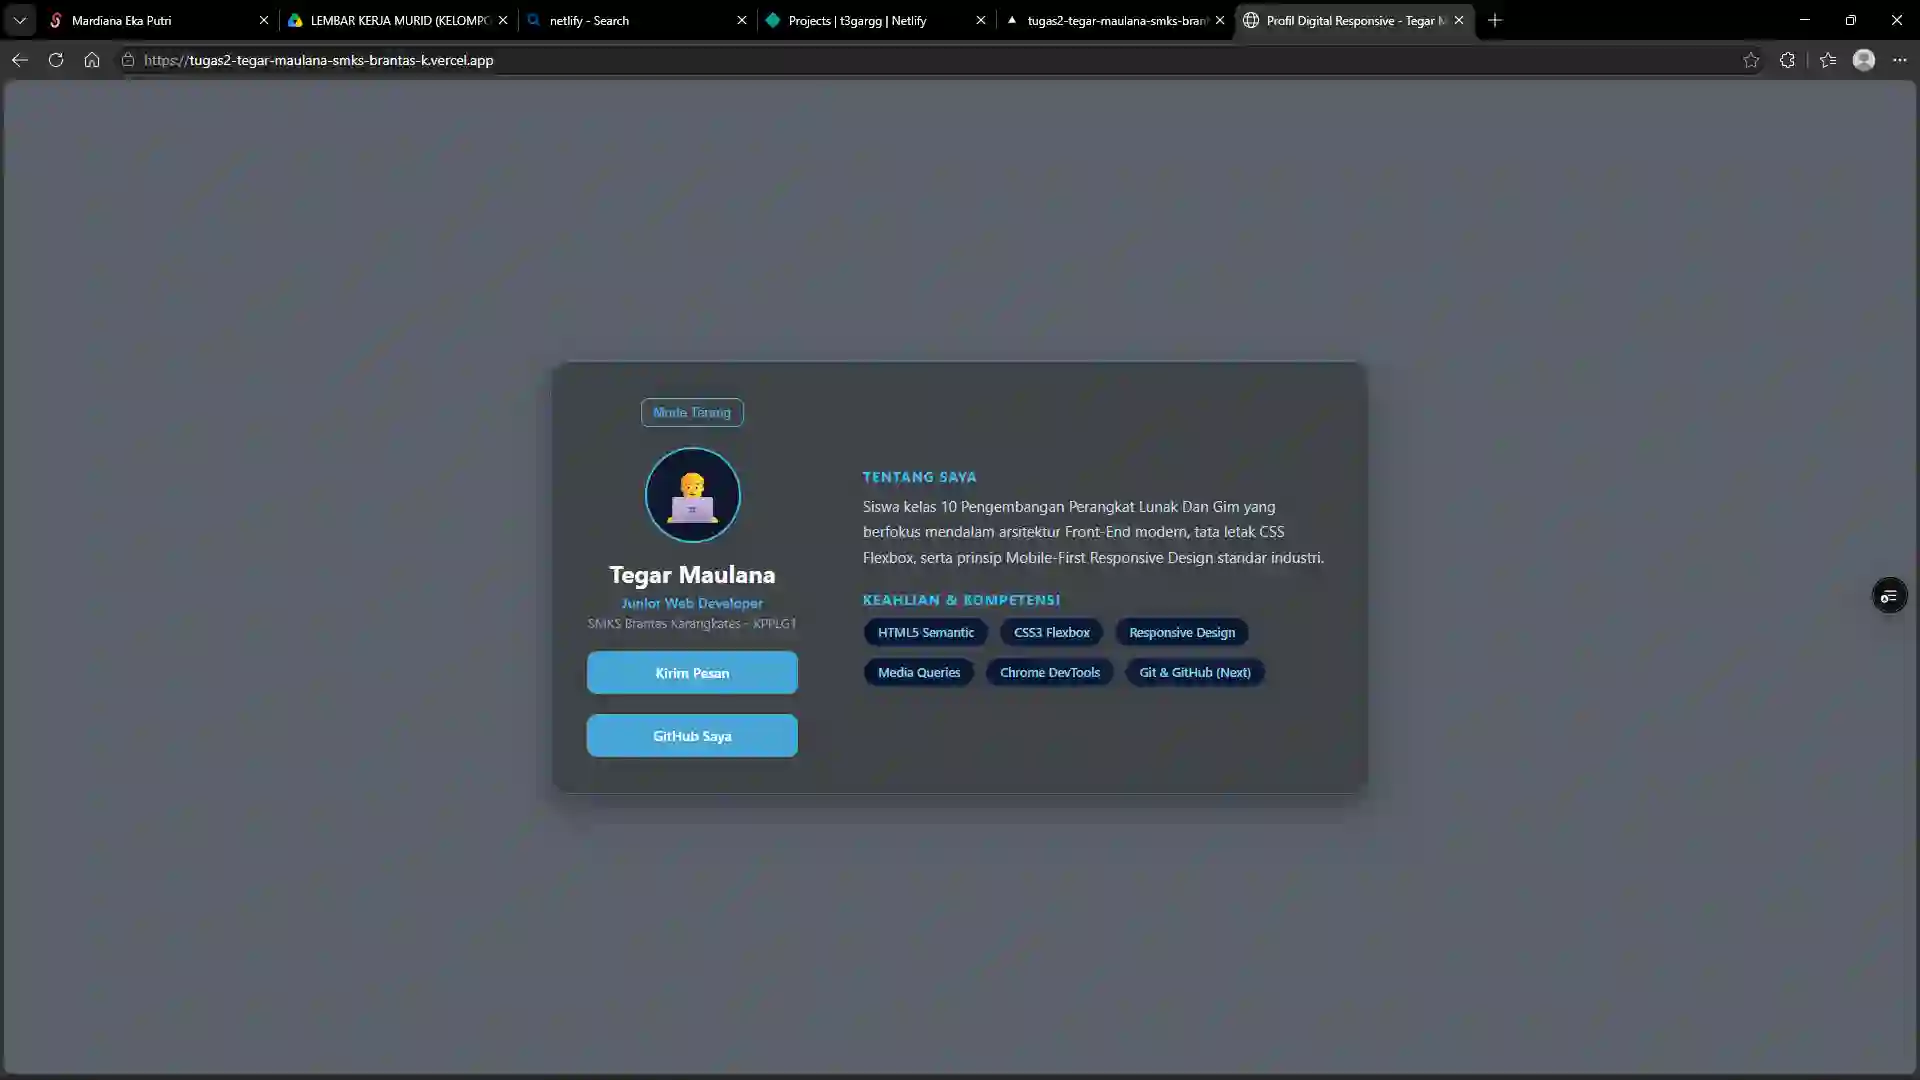 Mardiana Eka Putri
LEMBAR KERJA MURID (KELOMPO
netlify - Search
Projects | t3gargg | Netlify
tugas2-tegar-maulana-smks-bran
Profil Digital Responsive - Tegar M
https://tugas2-tegar-maulana-smks-brantas-k.vercel.app
Mode Terang
Tegar Maulana
Junior Web Developer
SMKS Brantas Karangkates - XPPLG1
Kirim Pesan
GitHub Saya
TENTANG SAYA
Siswa kelas 10 Pengembangan Perangkat Lunak Dan Gim yang
berfokus mendalam arsitektur Front-End modern, tata letak CSS
Flexbox, serta prinsip Mobile-First Responsive Design standar industri.
KEAHLIAN & KOMPETENSI
HTML5 Semantic
CSS3 Flexbox
Responsive Design
Media Queries
Chrome DevTools
Git & GitHub (Next)